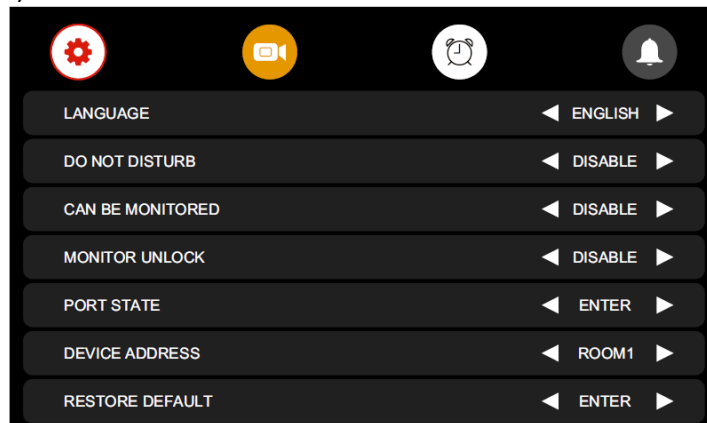 LANGUAGE ENGLISH
DO NOT DISTURB DISABLE
CAN BE MONITORED DISABLE
MONITOR UNLOCK DISABLE
PORT STATE ENTER
DEVICE ADDRESS ROOM1
RESTORE DEFAULT ENTER